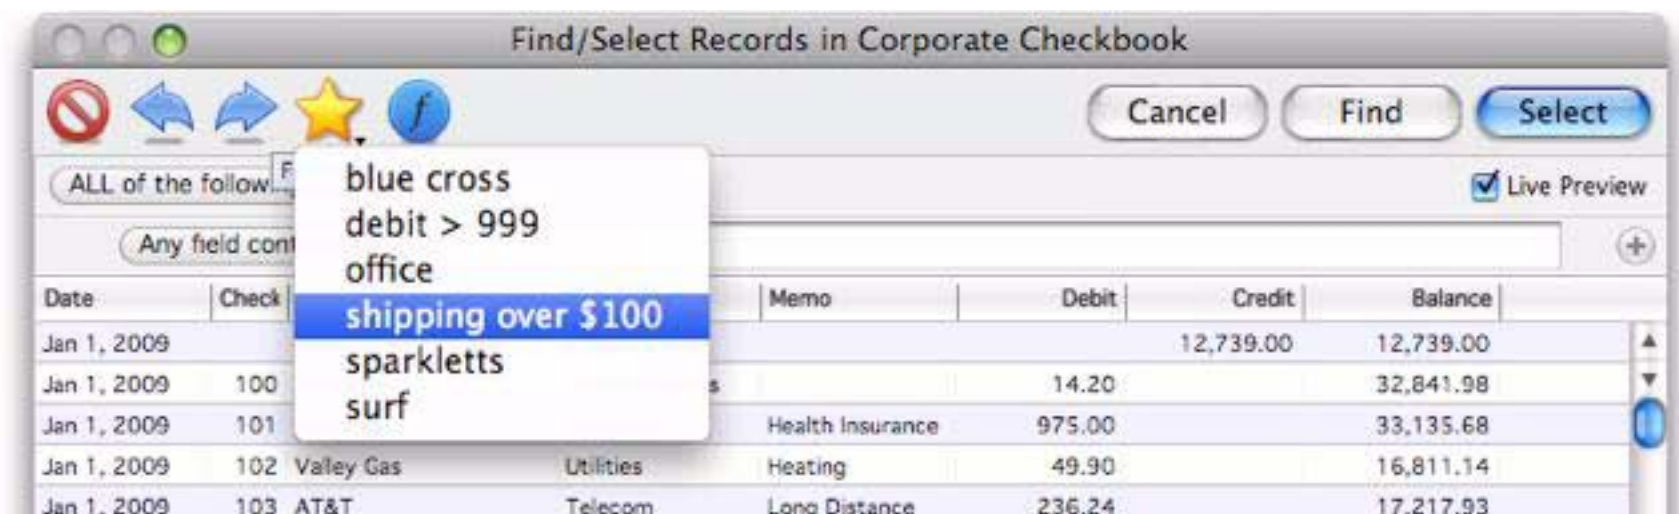 Find/Select Records in Corporate Checkbook
f
Cancel Find Select
ALL of the follow
Live Preview
Any field cont
blue cross
debit > 999
office
shipping over $100
sparkletts
surf
Date Check Memo Debit Credit Balance
Jan 1, 2009 12,739.00 12,739.00
Jan 1, 2009 100 14.20 32,841.98
Jan 1, 2009 101 Health Insurance 975.00 33,135.68
Jan 1, 2009 102 Valley Gas Utilities Heating 49.90 16,811.14
Jan 1, 2009 103 AT&T Telecom Long Distance 236.24 17,217.93